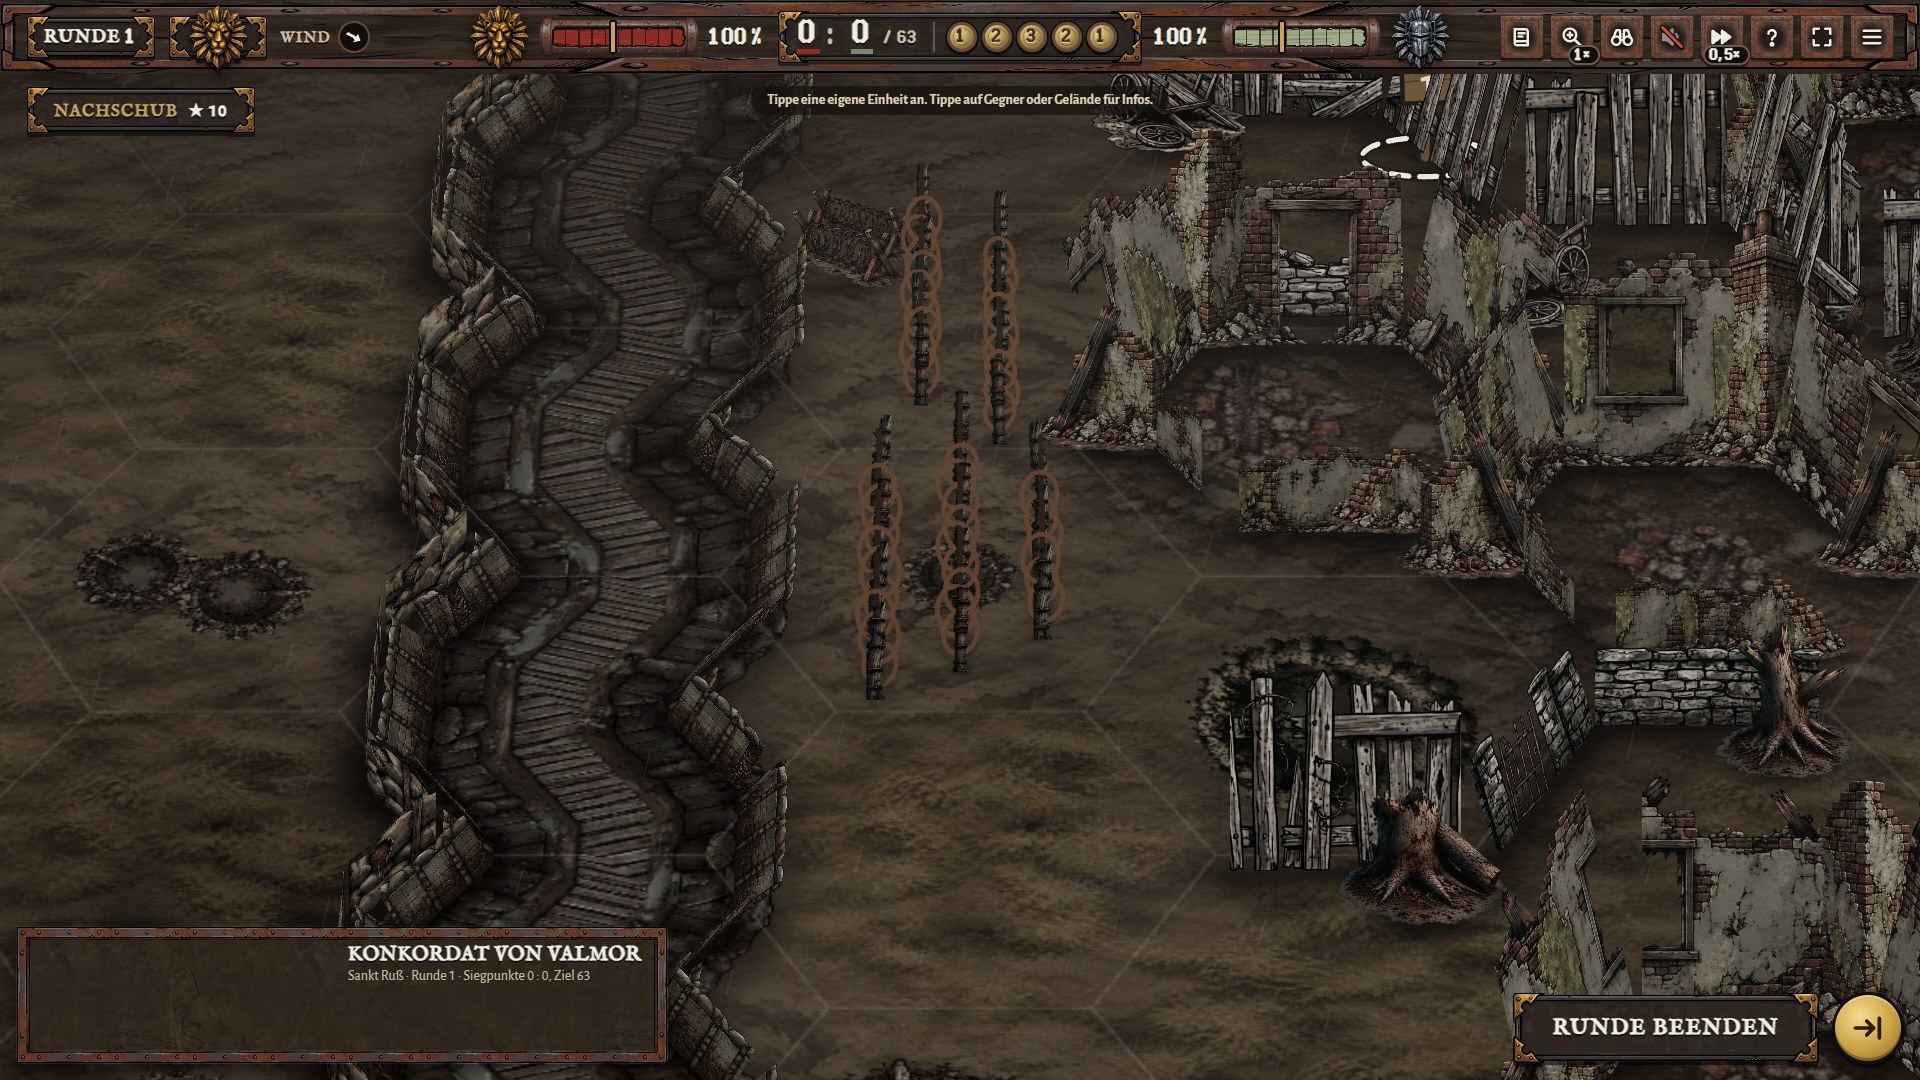 RUNDE 1
WIND
100 %
0 : 0 / 63
1 2 3 2 1
100 %
1×
0,5×
?
NACHSCHUB ★ 10
Tippe eine eigene Einheit an. Tippe auf Gegner oder Gelände für Infos.
KONKORDAT VON VALMOR
Sankt Ruß · Runde 1 · Siegpunkte 0 : 0, Ziel 63
RUNDE BEENDEN